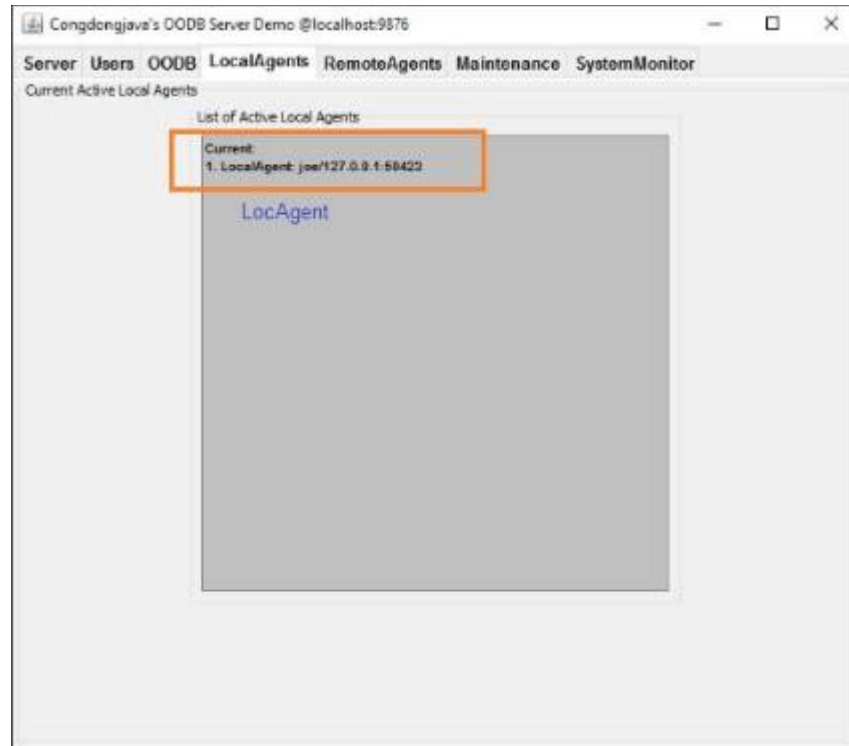 Congdongjava's OODB Server Demo @localhost:9876
Server Users OODB LocalAgents RemoteAgents Maintenance SystemMonitor
Current Active Local Agents
List of Active Local Agents
Current:
1. LocalAgent: joe/127.0.0.1:58423
LocAgent